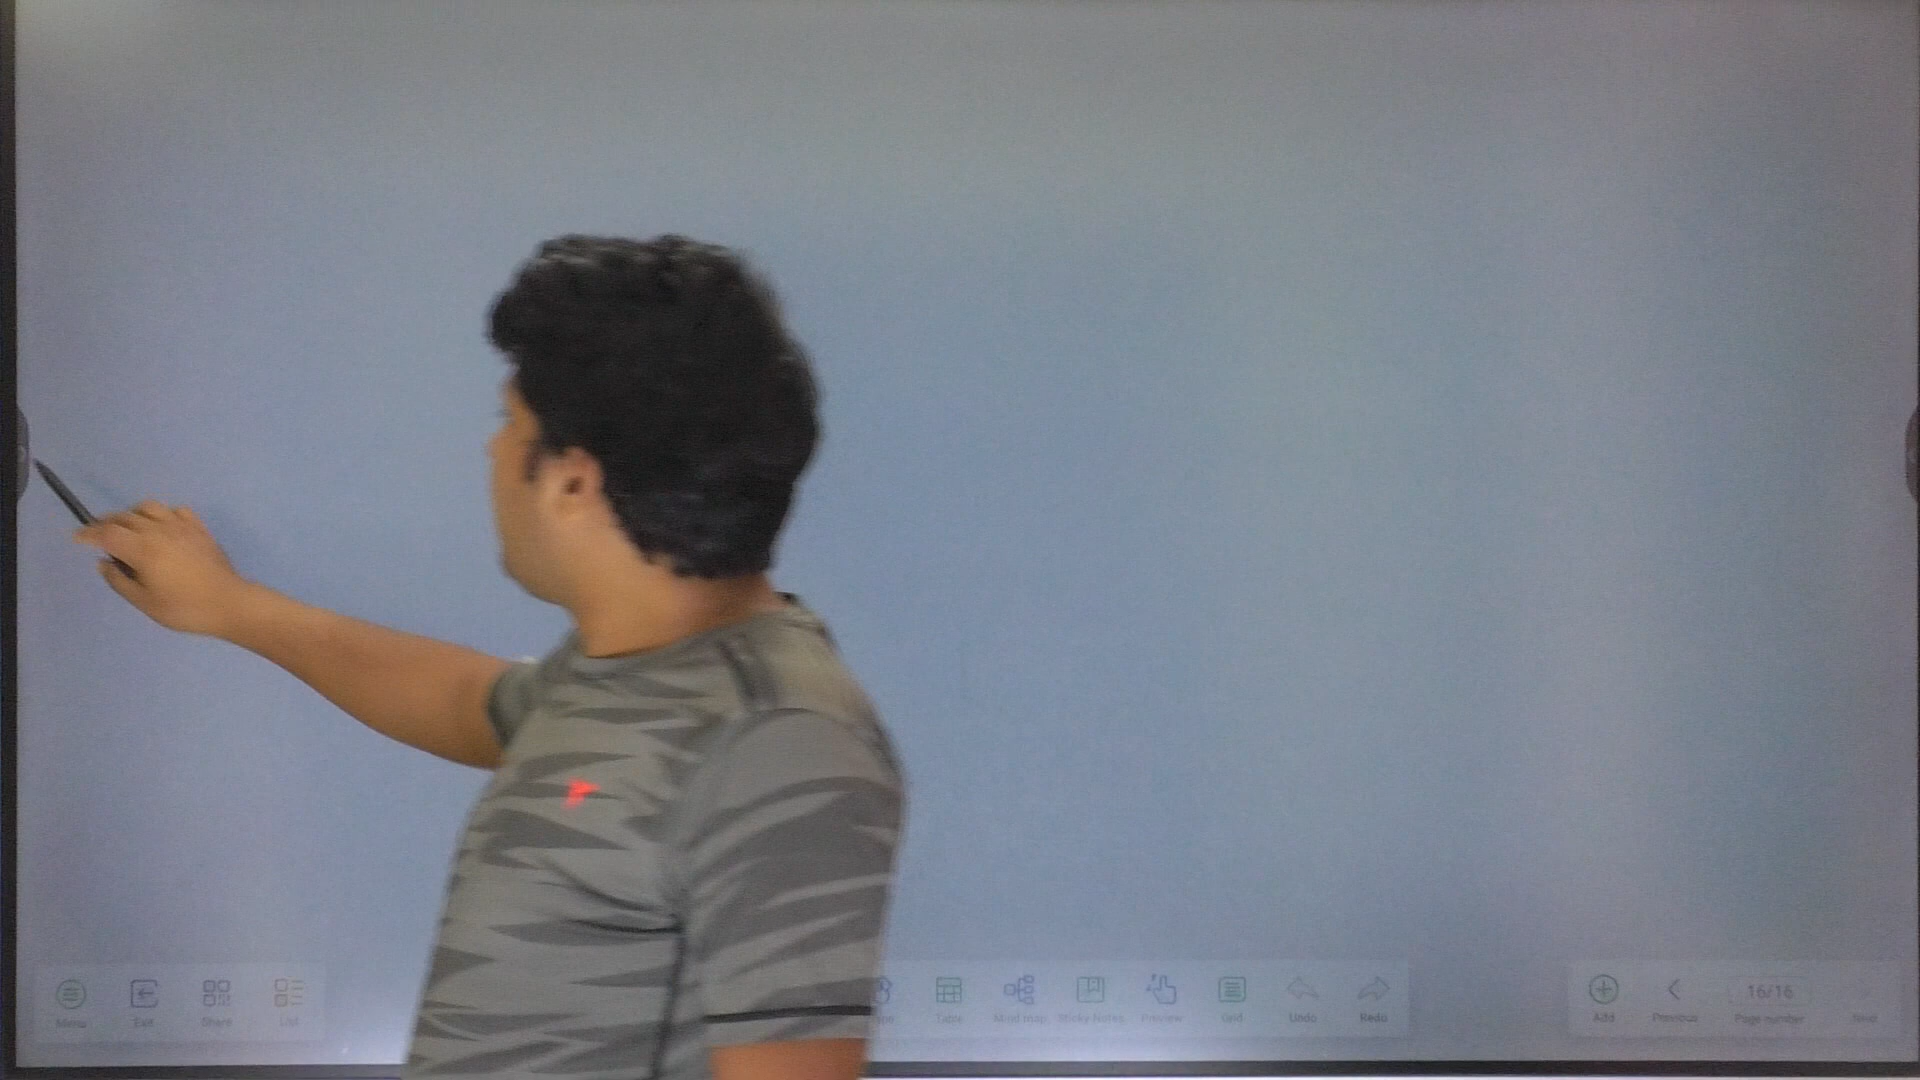 Menu
Exit
Share
List
Table
Mind map
Sticky Notes
Preview
Grid
Undo
Redo
Add
Previous
16/16
Page number
Next